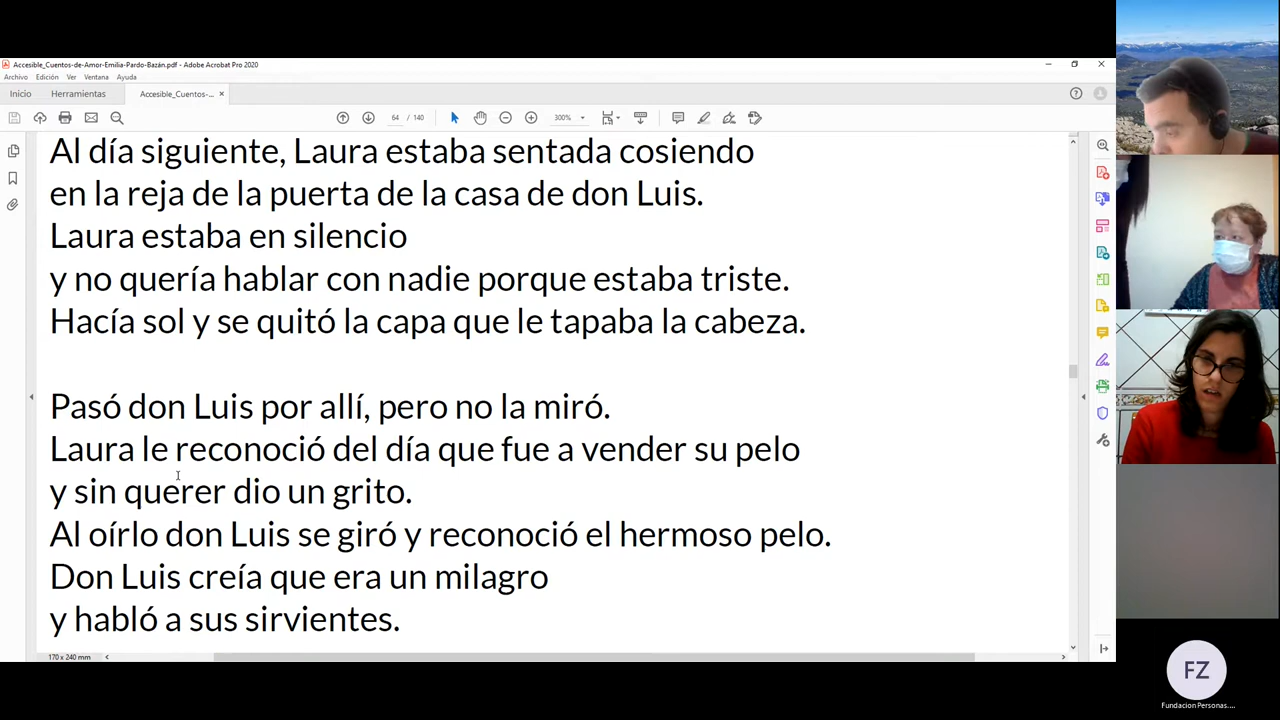 Accesible_Cuentos-de-Amor-Emilia-Pardo-Bazán.pdf - Adobe Acrobat Pro 2020
Archivo Edición Ver Ventana Ayuda
Inicio Herramientas Accesible_Cuentos-... ×
64 / 140 300%
Al día siguiente, Laura estaba sentada cosiendo
en la reja de la puerta de la casa de don Luis.
Laura estaba en silencio
y no quería hablar con nadie porque estaba triste.
Hacía sol y se quitó la capa que le tapaba la cabeza.
Pasó don Luis por allí, pero no la miró.
Laura le reconoció del día que fue a vender su pelo
y sin querer dio un grito.
Al oírlo don Luis se giró y reconoció el hermoso pelo.
Don Luis creía que era un milagro
y habló a sus sirvientes.
170 x 240 mm
FZ
Fundacion Personas....